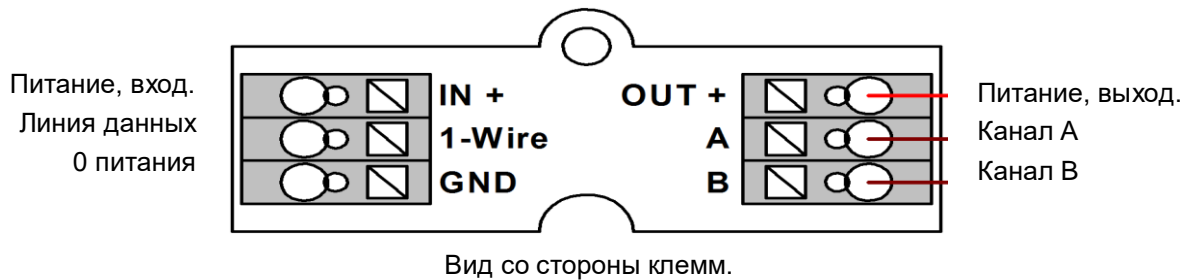 Питание, вход.
Линия данных
0 питания
IN +
1-Wire
GND
OUT +
A
B
Питание, выход.
Канал А
Канал В
Вид со стороны клемм.